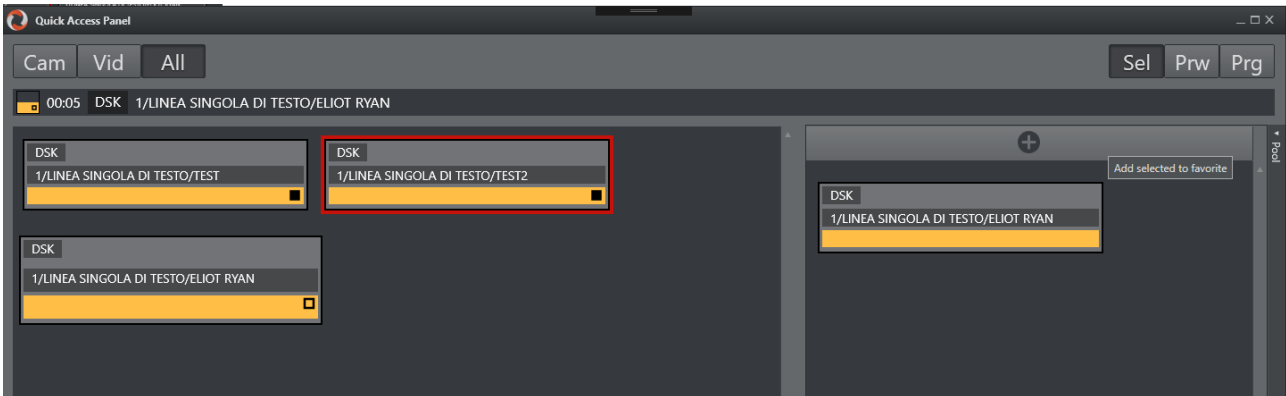 Quick Access Panel
Cam Vid All
Sel Prw Prg
00:05 DSK 1/LINEA SINGOLA DI TESTO/ELIOT RYAN
DSK
1/LINEA SINGOLA DI TESTO/TEST
DSK
1/LINEA SINGOLA DI TESTO/TEST2
DSK
1/LINEA SINGOLA DI TESTO/ELIOT RYAN
Pool
Add selected to favorite
DSK
1/LINEA SINGOLA DI TESTO/ELIOT RYAN